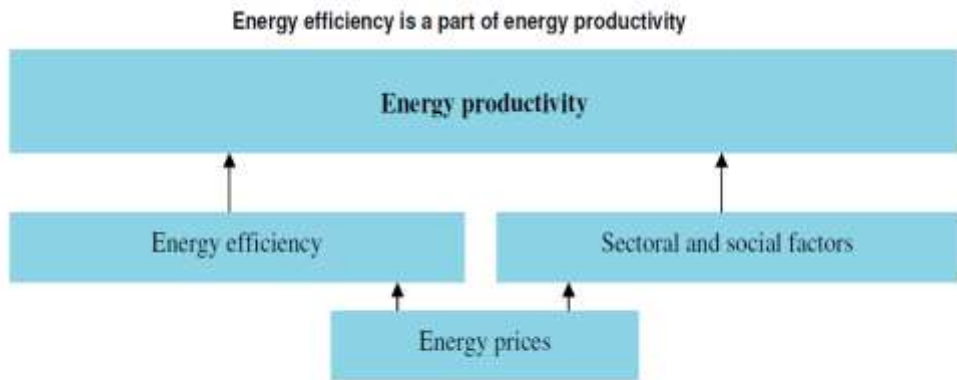 Energy efficiency is a part of energy productivity
Energy productivity
Energy efficiency
Sectoral and social factors
Energy prices